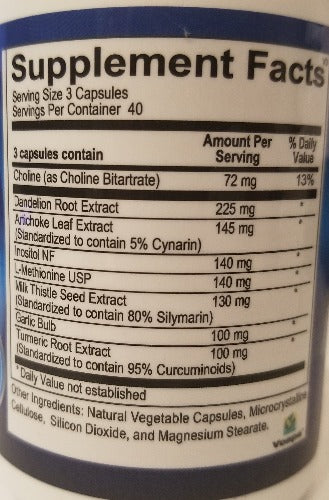 Supplement Facts
Serving Size 3 Capsules
Servings Per Container 40
3 capsules contain Amount Per Serving % Daily Value
Choline (as Choline Bitartrate) 72 mg 13%
Dandelion Root Extract 225 mg *
Artichoke Leaf Extract 145 mg *
(Standardized to contain 5% Cynarin)
Inositol NF 140 mg *
L-Methionine USP 140 mg *
Milk Thistle Seed Extract 130 mg *
(Standardized to contain 80% Silymarin)
Garlic Bulb 100 mg *
Turmeric Root Extract 100 mg *
(Standardized to contain 95% Curcuminoids)
* Daily Value not established
Other Ingredients: Natural Vegetable Capsules, Microcrystalline
Cellulose, Silicon Dioxide, and Magnesium Stearate.